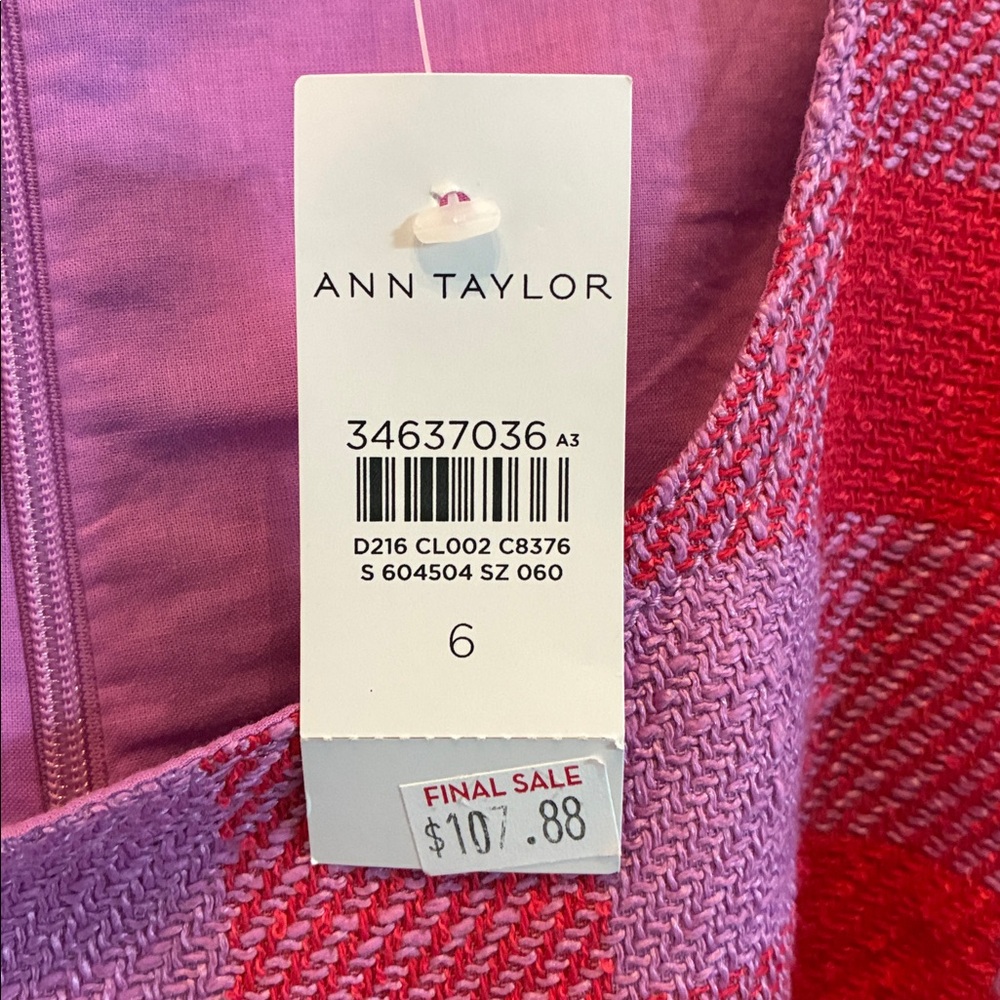 ANN TAYLOR
34637036 A3
D216 CL002 C8376
S 604504 SZ 060
6
FINAL SALE
$107.88